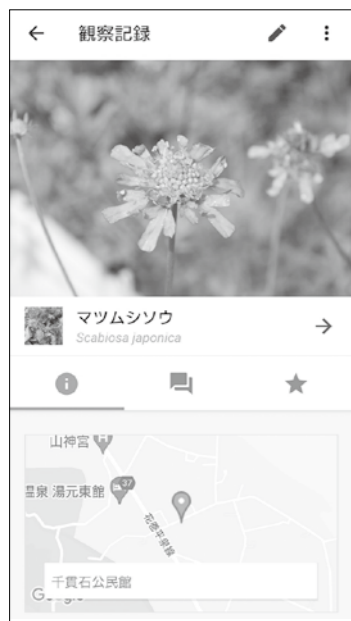 観察記録
マツムシソウ
Scabiosa japonica
山神宮
H
温泉 湯元東館
37
花巻平泉線
千貫石公民館
Google